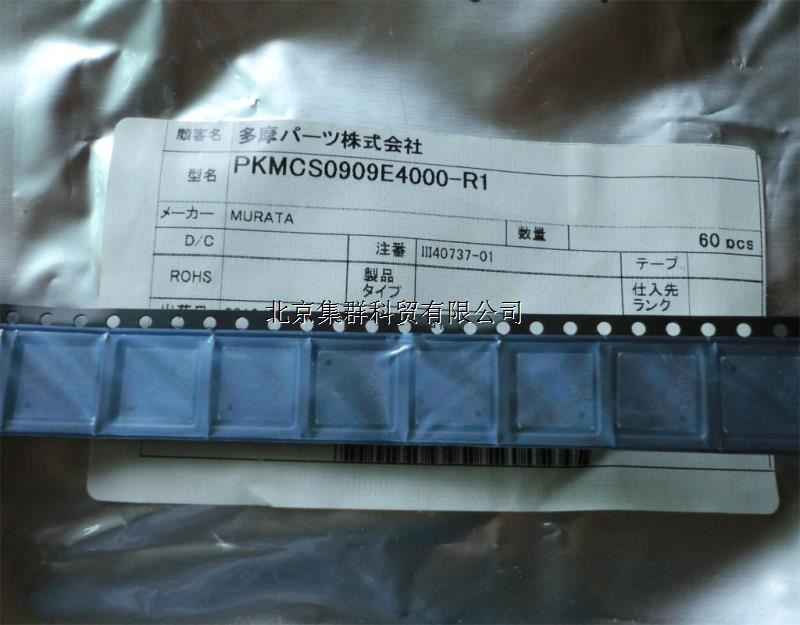 顧客名 多摩パーツ株式会社
型名 PKMCS0909E4000-R1
メーカー MURATA 数量 60 pcs
D/C 注番 III40737-01 テープ
ROHS 製品タイプ 仕入先ランク
北京集群科贸有限公司